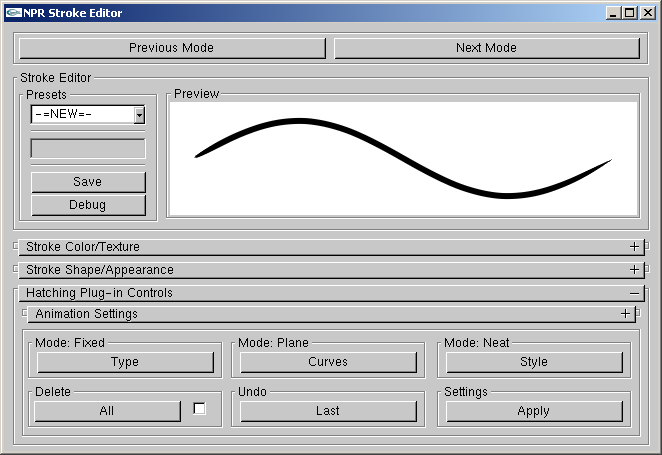 NPR Stroke Editor
Previous Mode Next Mode
Stroke Editor
Presets Preview
-=NEW=-
Save
Debug
Stroke Color/Texture +
Stroke Shape/Appearance +
Hatching Plug-in Controls -
Animation Settings +
Mode: Fixed Mode: Plane Mode: Neat
Type Curves Style
Delete Undo Settings
All Last Apply